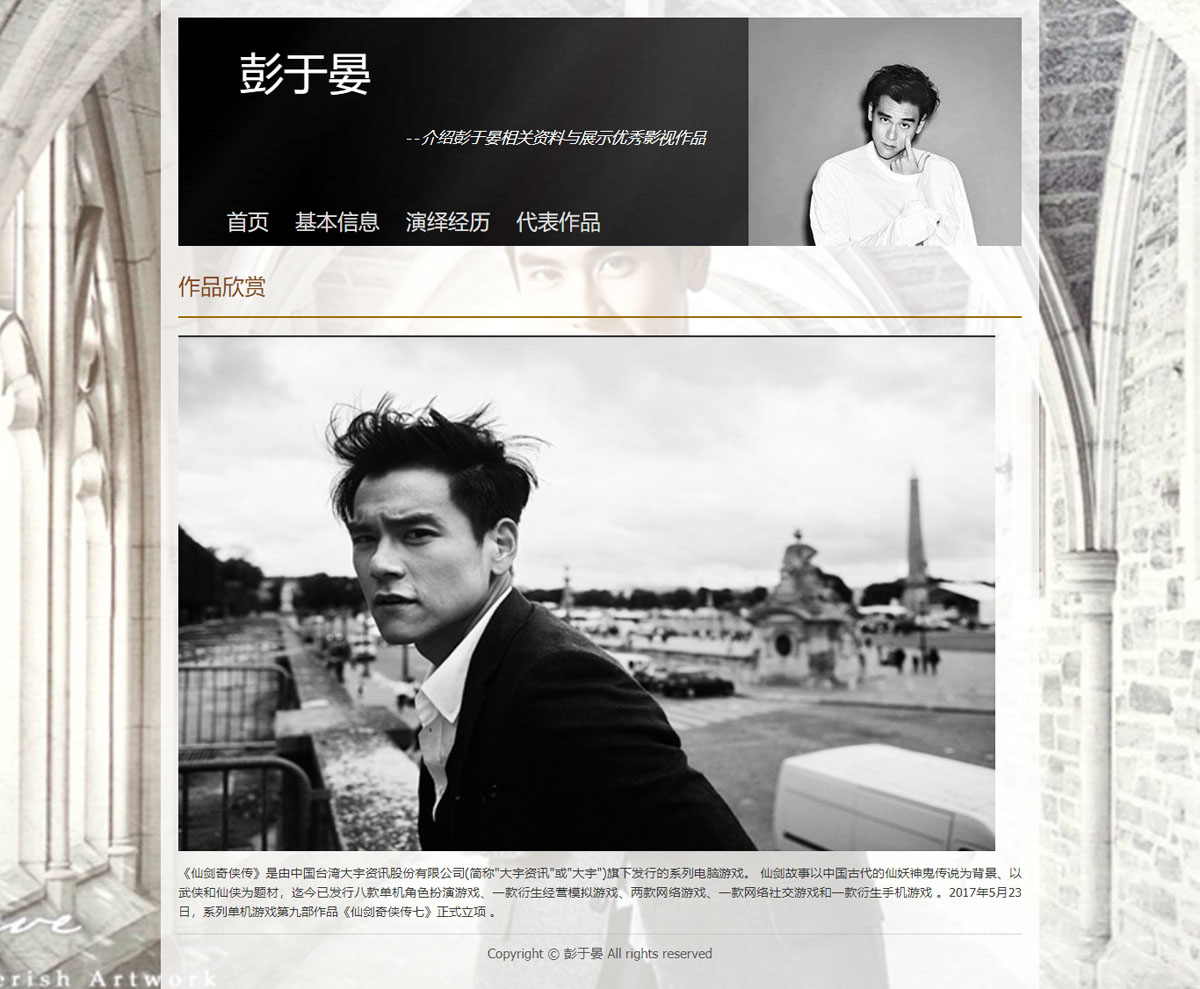 彭于晏
--介绍彭于晏相关资料与展示优秀影视作品
首页 基本信息 演绎经历 代表作品
作品欣赏
《仙剑奇侠传》是由中国台湾大宇资讯股份有限公司(简称"大宇资讯"或"大宇")旗下发行的系列电脑游戏。 仙剑故事以中国古代的仙妖神鬼传说为背景、以
武侠和仙侠为题材，迄今已发行八款单机角色扮演游戏、一款衍生经营模拟游戏、两款网络游戏、一款网络社交游戏和一款衍生手机游戏 。2017年5月23
日，系列单机游戏第九部作品《仙剑奇侠传七》正式立项 。
Copyright © 彭于晏 All rights reserved
Artwork